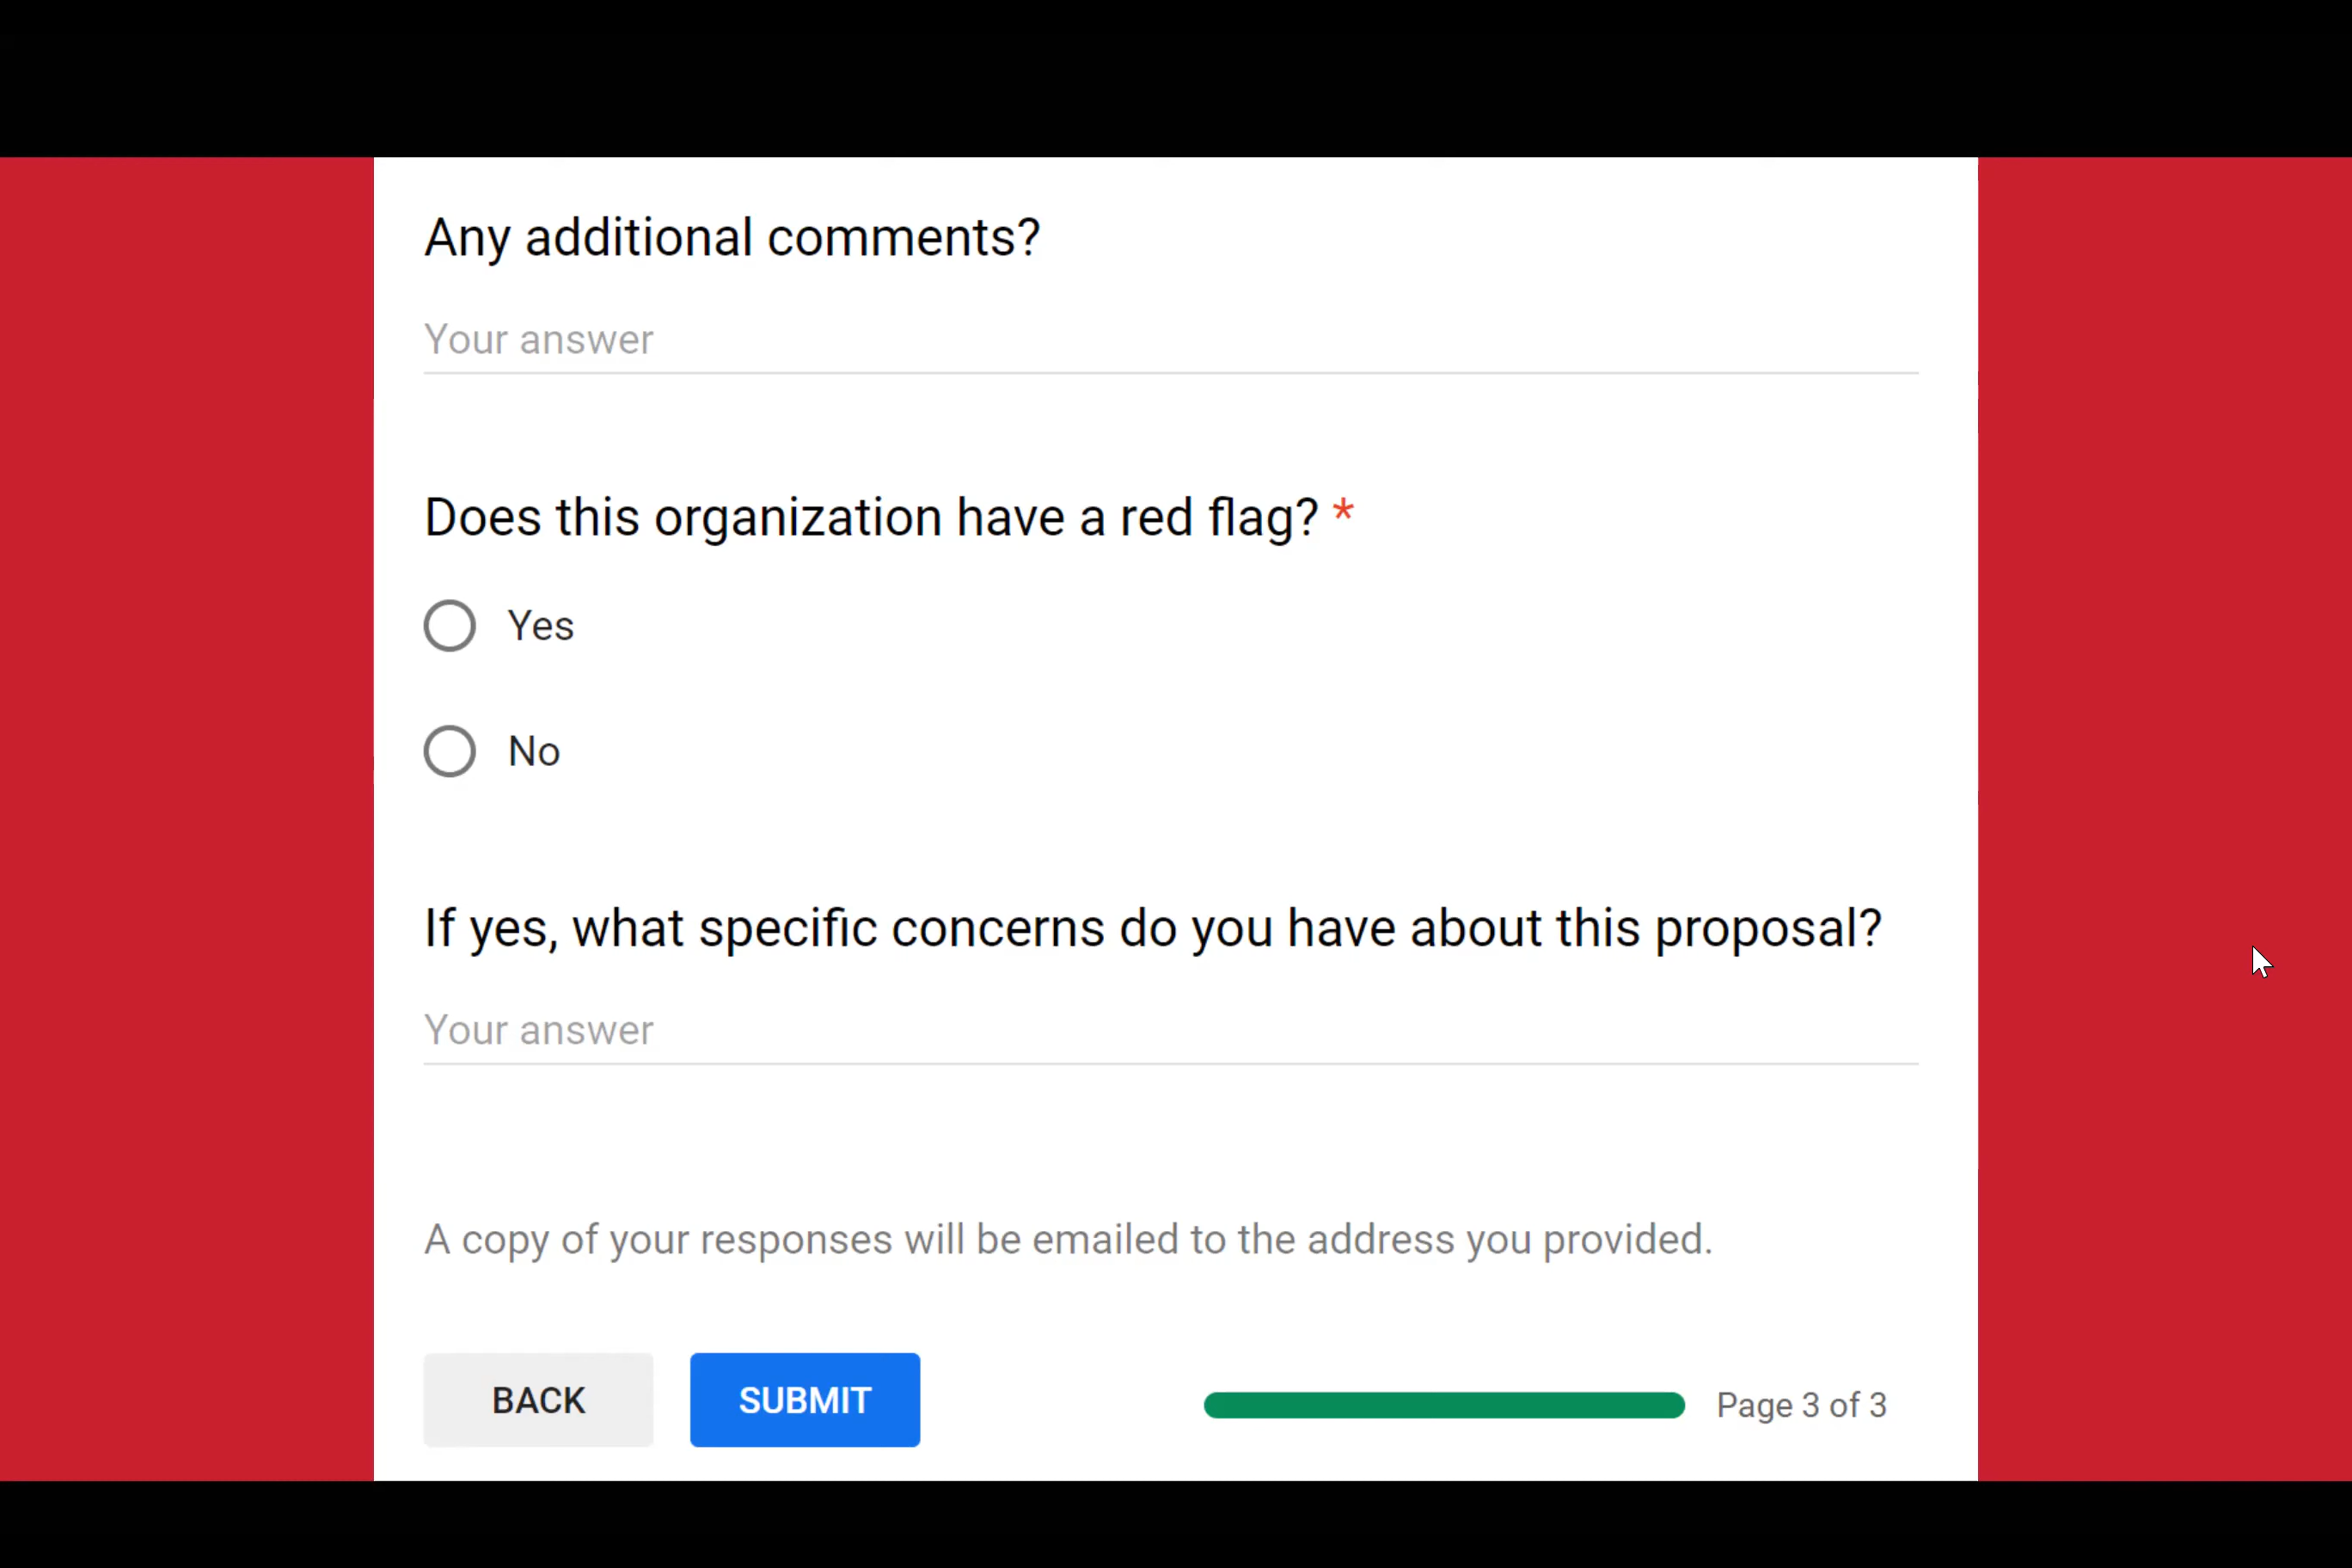 Any additional comments?
Your answer
Does this organization have a red flag? *
Yes
No
If yes, what specific concerns do you have about this proposal?
Your answer
A copy of your responses will be emailed to the address you provided.
BACK SUBMIT Page 3 of 3